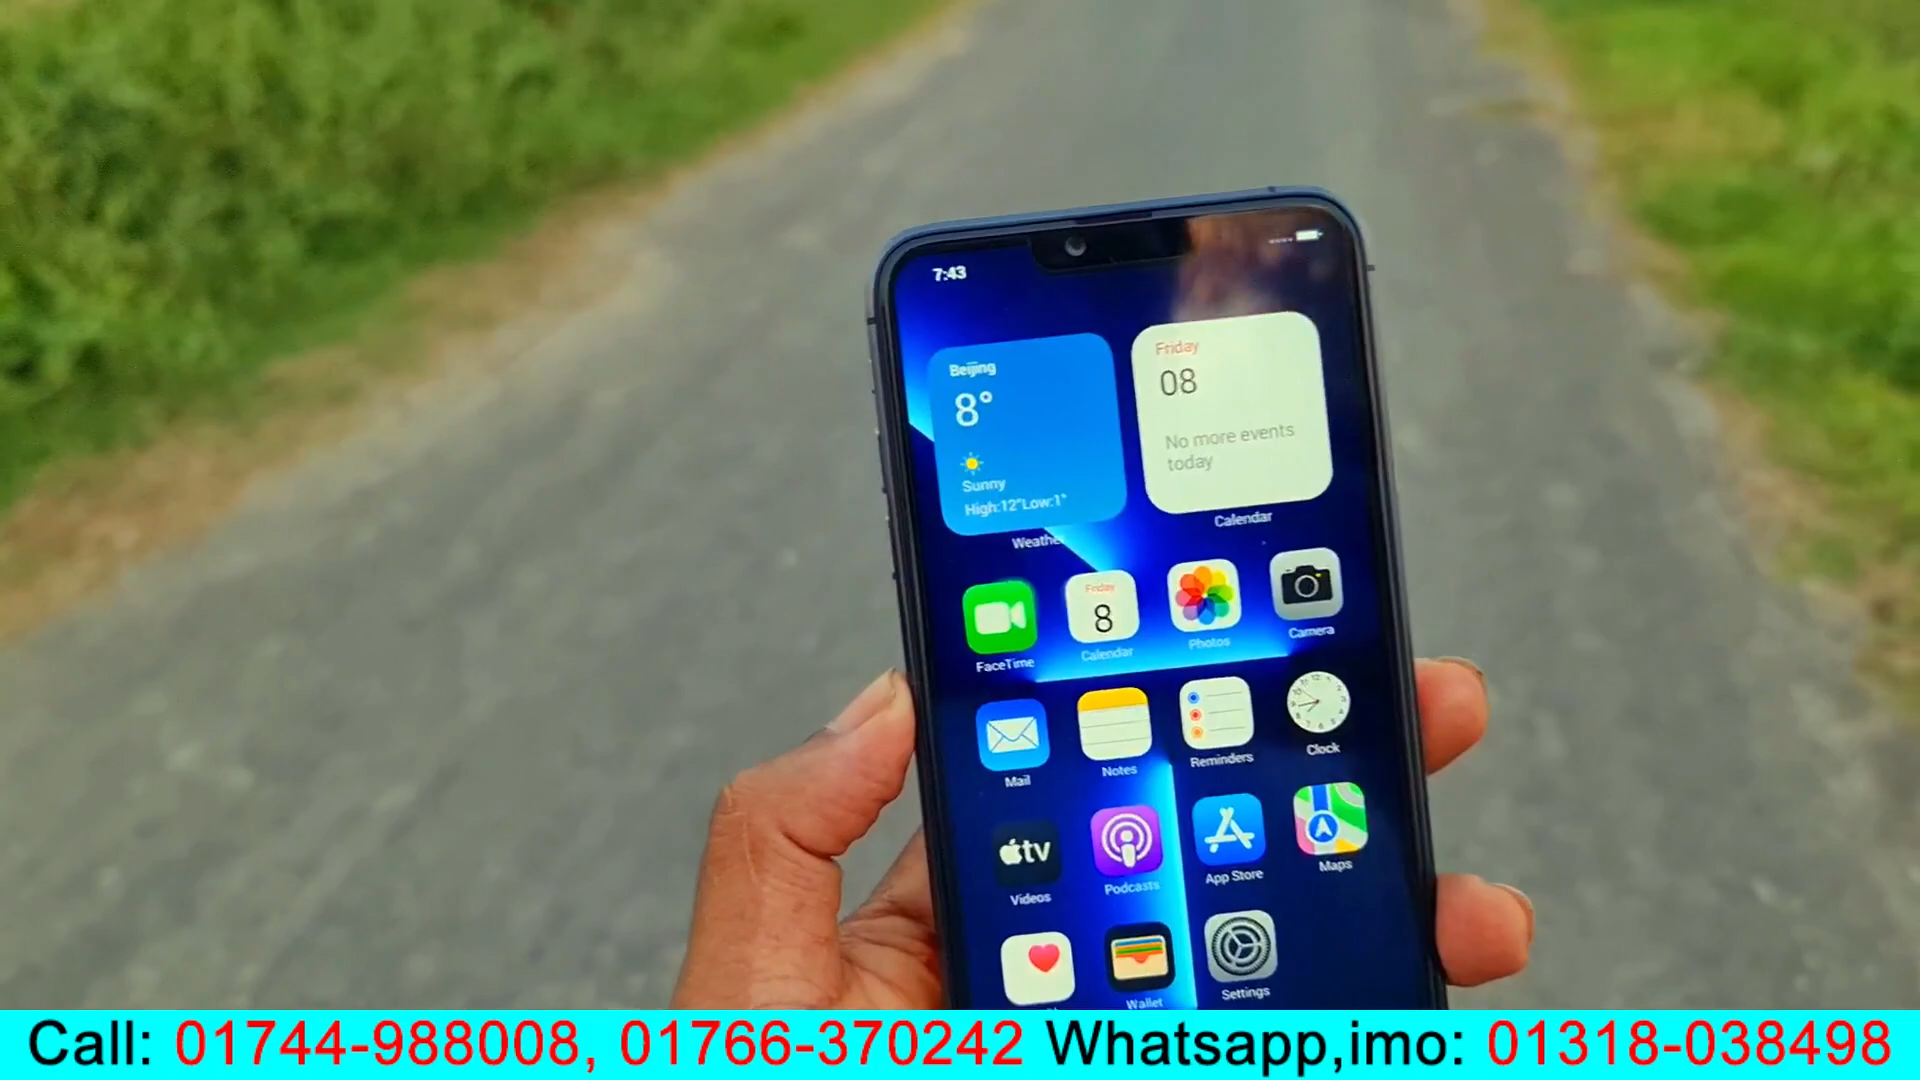 7:43
Beijing
8°
Sunny
High:12°Low:1°
Weather
Friday
08
No more events
today
Calendar
FaceTime
Friday
8
Calendar
Photos
Camera
Mail
Notes
Reminders
Clock
tv
Videos
Podcasts
App Store
Maps
Wallet
Settings
Call: 01744-988008, 01766-370242 Whatsapp,imo: 01318-038498